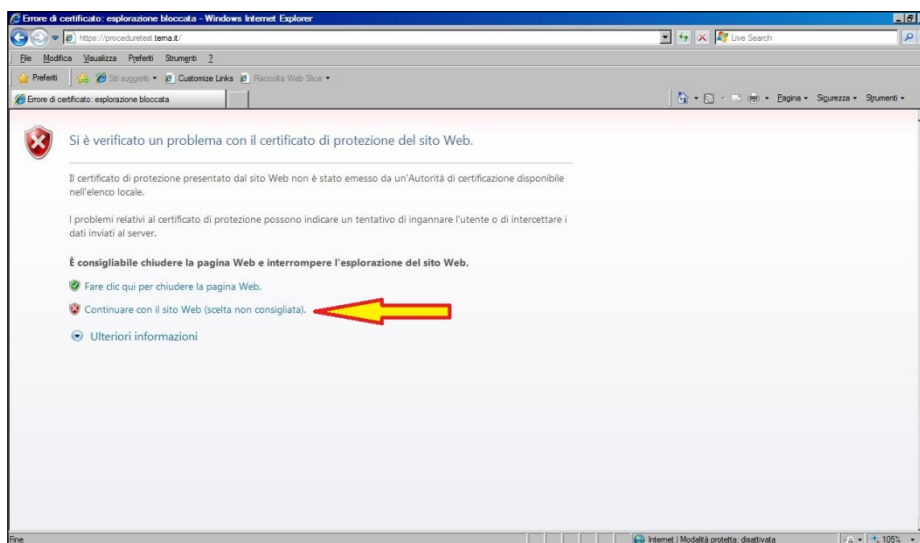 Errore di certificato: esplorazione bloccata - Windows Internet Explorer
https://proceduretest.terna.it/
Live Search
File Modifica Visualizza Preferiti Strumenti ?
Preferiti Siti suggeriti Customize Links Raccolta Web Slice
Errore di certificato: esplorazione bloccata
Pagina Sicurezza Strumenti
Si è verificato un problema con il certificato di protezione del sito Web.
Il certificato di protezione presentato dal sito Web non è stato emesso da un'Autorità di certificazione disponibile
nell'elenco locale.
I problemi relativi al certificato di protezione possono indicare un tentativo di ingannare l'utente o di intercettare i
dati inviati al server.
È consigliabile chiudere la pagina Web e interrompere l'esplorazione del sito Web.
Fare clic qui per chiudere la pagina Web.
Continuare con il sito Web (scelta non consigliata).
Ulteriori informazioni
Fine
Internet | Modalità protetta: disattivata
105%